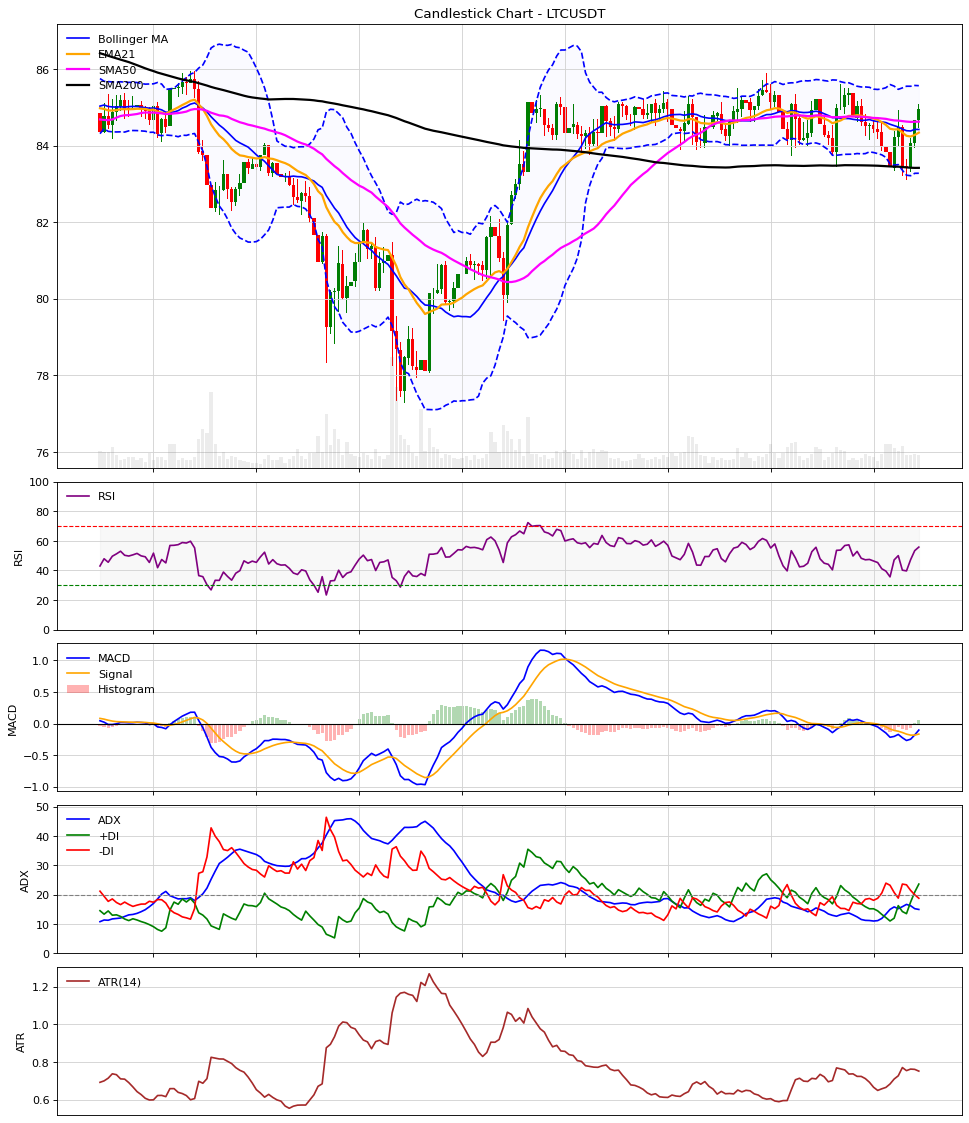 Candlestick Chart - LTCUSDT
Bollinger MA
EMA21
SMA50
SMA200
86
84
82
80
78
76
100
80
60
40
20
0
RSI
RSI
1.0
0.5
0.0
−0.5
−1.0
MACD
MACD
Signal
Histogram
50
40
30
20
10
0
ADX
ADX
+DI
-DI
1.2
1.0
0.8
0.6
ATR
ATR(14)